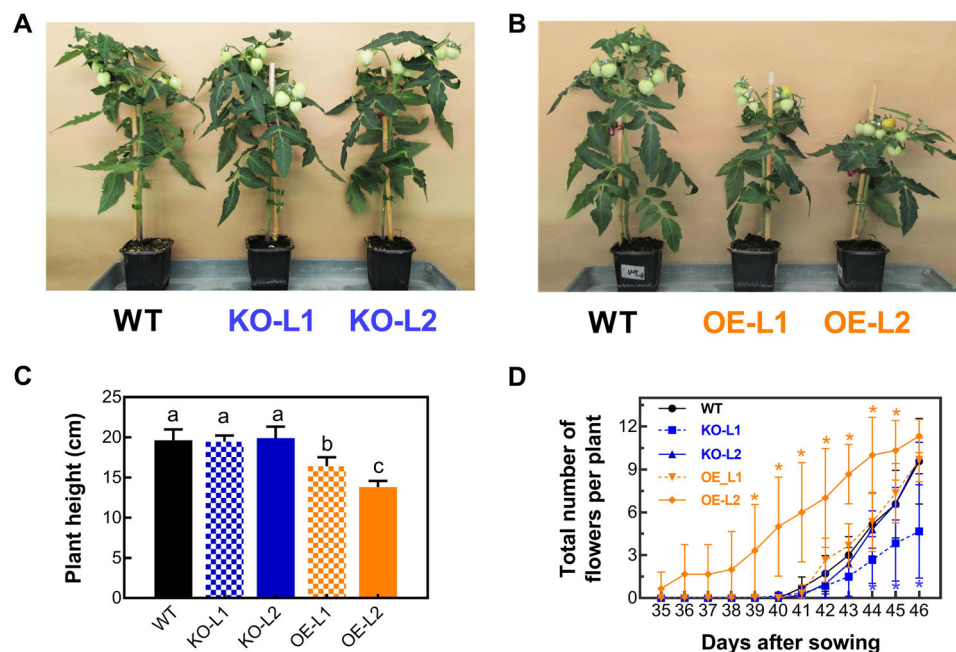 A
B
WT KO-L1 KO-L2
WT OE-L1 OE-L2
C
Plant height (cm)
25
20
15
10
5
0
a a a b c
WT KO-L1 KO-L2 OE-L1 OE-L2
D
Total number of
flowers per plant
12
9
6
3
0
WT
KO-L1
KO-L2
OE_L1
OE-L2
* * * * * * *
* * *
35 36 37 38 39 40 41 42 43 44 45 46
Days after sowing